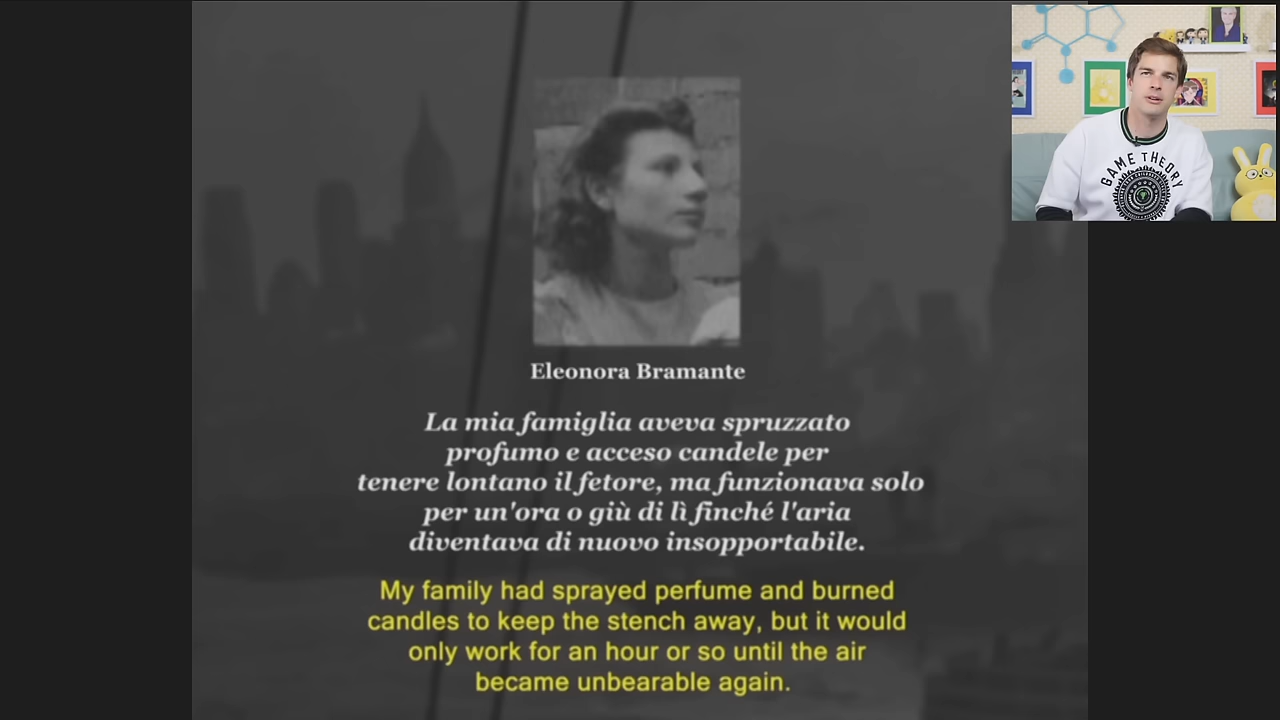 GAME THEORY
Eleonora Bramante
La mia famiglia aveva spruzzato
profumo e acceso candele per
tenere lontano il fetore, ma funzionava solo
per un'ora o giù di lì finché l'aria
diventava di nuovo insopportabile.
My family had sprayed perfume and burned
candles to keep the stench away, but it would
only work for an hour or so until the air
became unbearable again.